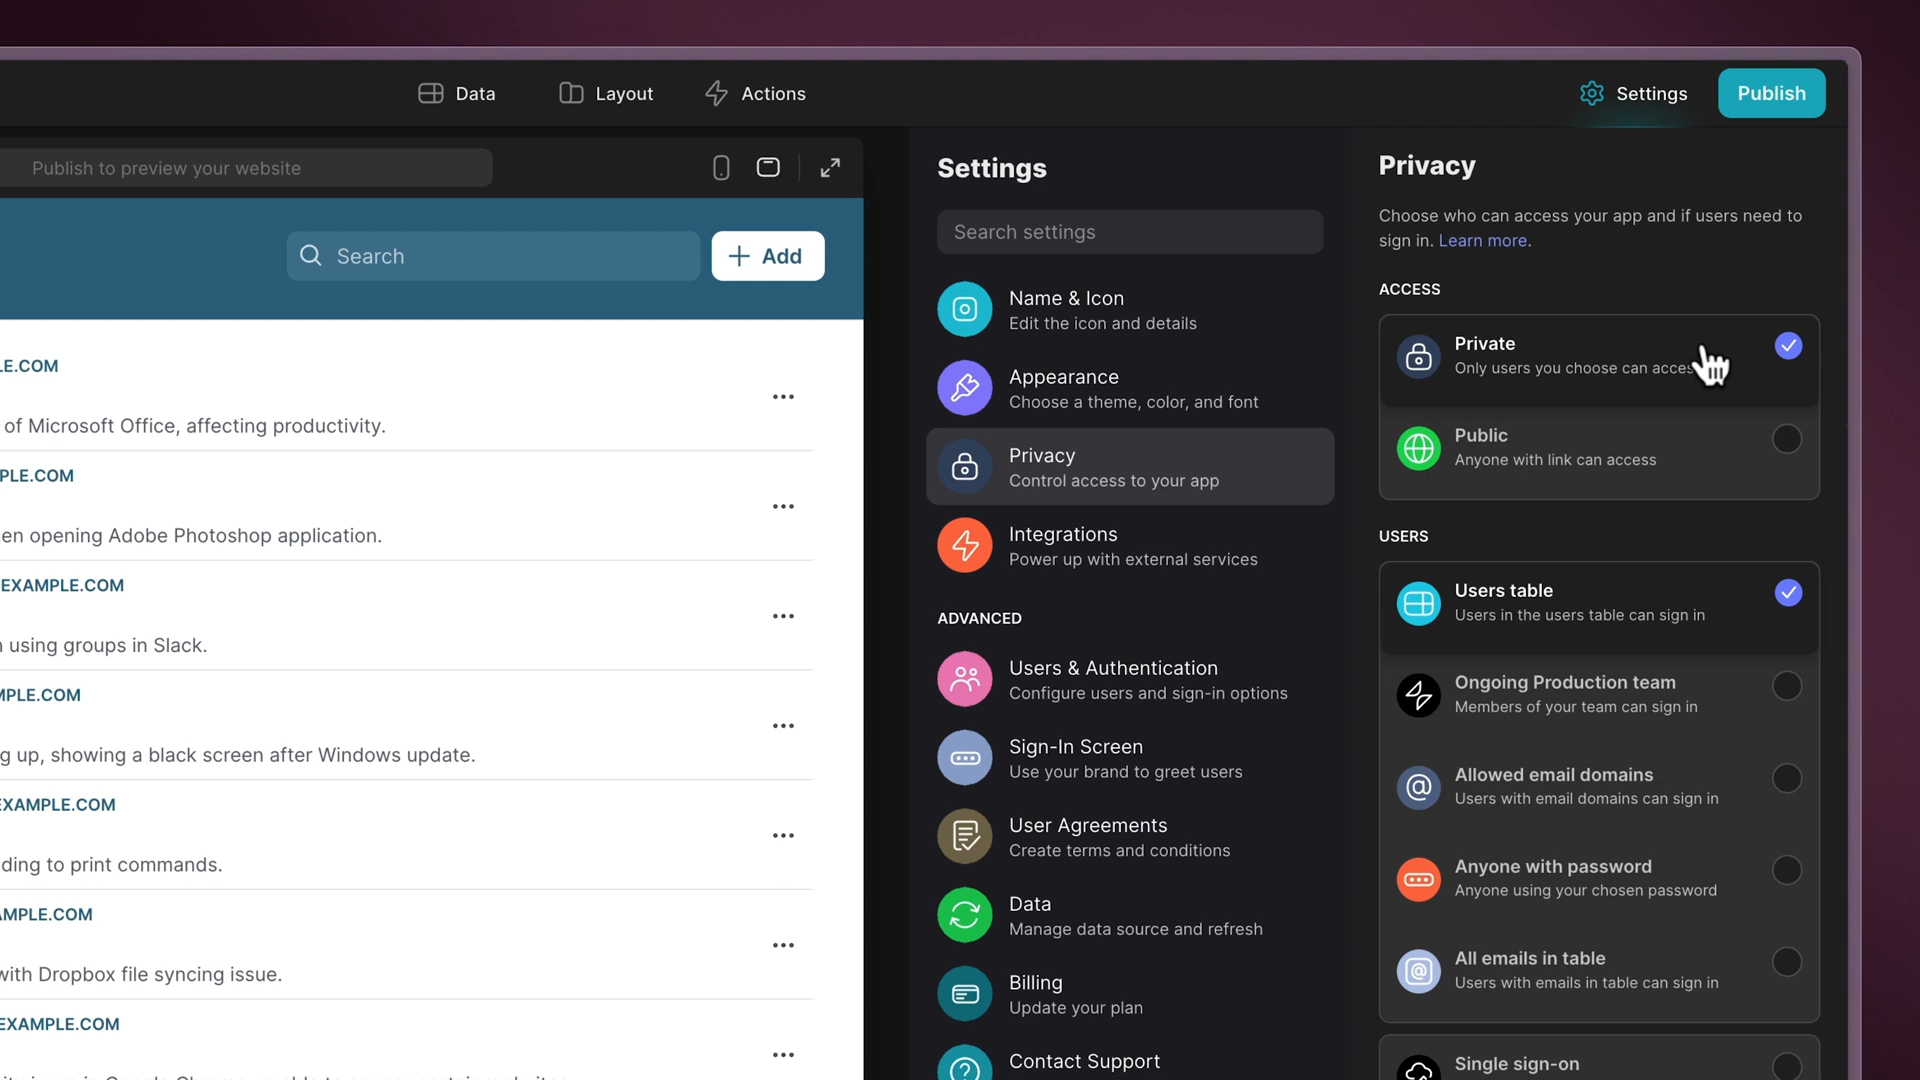 Data
Layout
Actions
Settings
Publish
Publish to preview your website
Search
Add
E.COM
of Microsoft Office, affecting productivity.
PLE.COM
en opening Adobe Photoshop application.
EXAMPLE.COM
using groups in Slack.
MPLE.COM
g up, showing a black screen after Windows update.
EXAMPLE.COM
ding to print commands.
AMPLE.COM
with Dropbox file syncing issue.
EXAMPLE.COM
Settings
Search settings
Name & Icon
Edit the icon and details
Appearance
Choose a theme, color, and font
Privacy
Control access to your app
Integrations
Power up with external services
ADVANCED
Users & Authentication
Configure users and sign-in options
Sign-In Screen
Use your brand to greet users
User Agreements
Create terms and conditions
Data
Manage data source and refresh
Billing
Update your plan
Contact Support
Privacy
Choose who can access your app and if users need to
sign in. Learn more.
ACCESS
Private
Only users you choose can acces
Public
Anyone with link can access
USERS
Users table
Users in the users table can sign in
Ongoing Production team
Members of your team can sign in
Allowed email domains
Users with email domains can sign in
Anyone with password
Anyone using your chosen password
All emails in table
Users with emails in table can sign in
Single sign-on